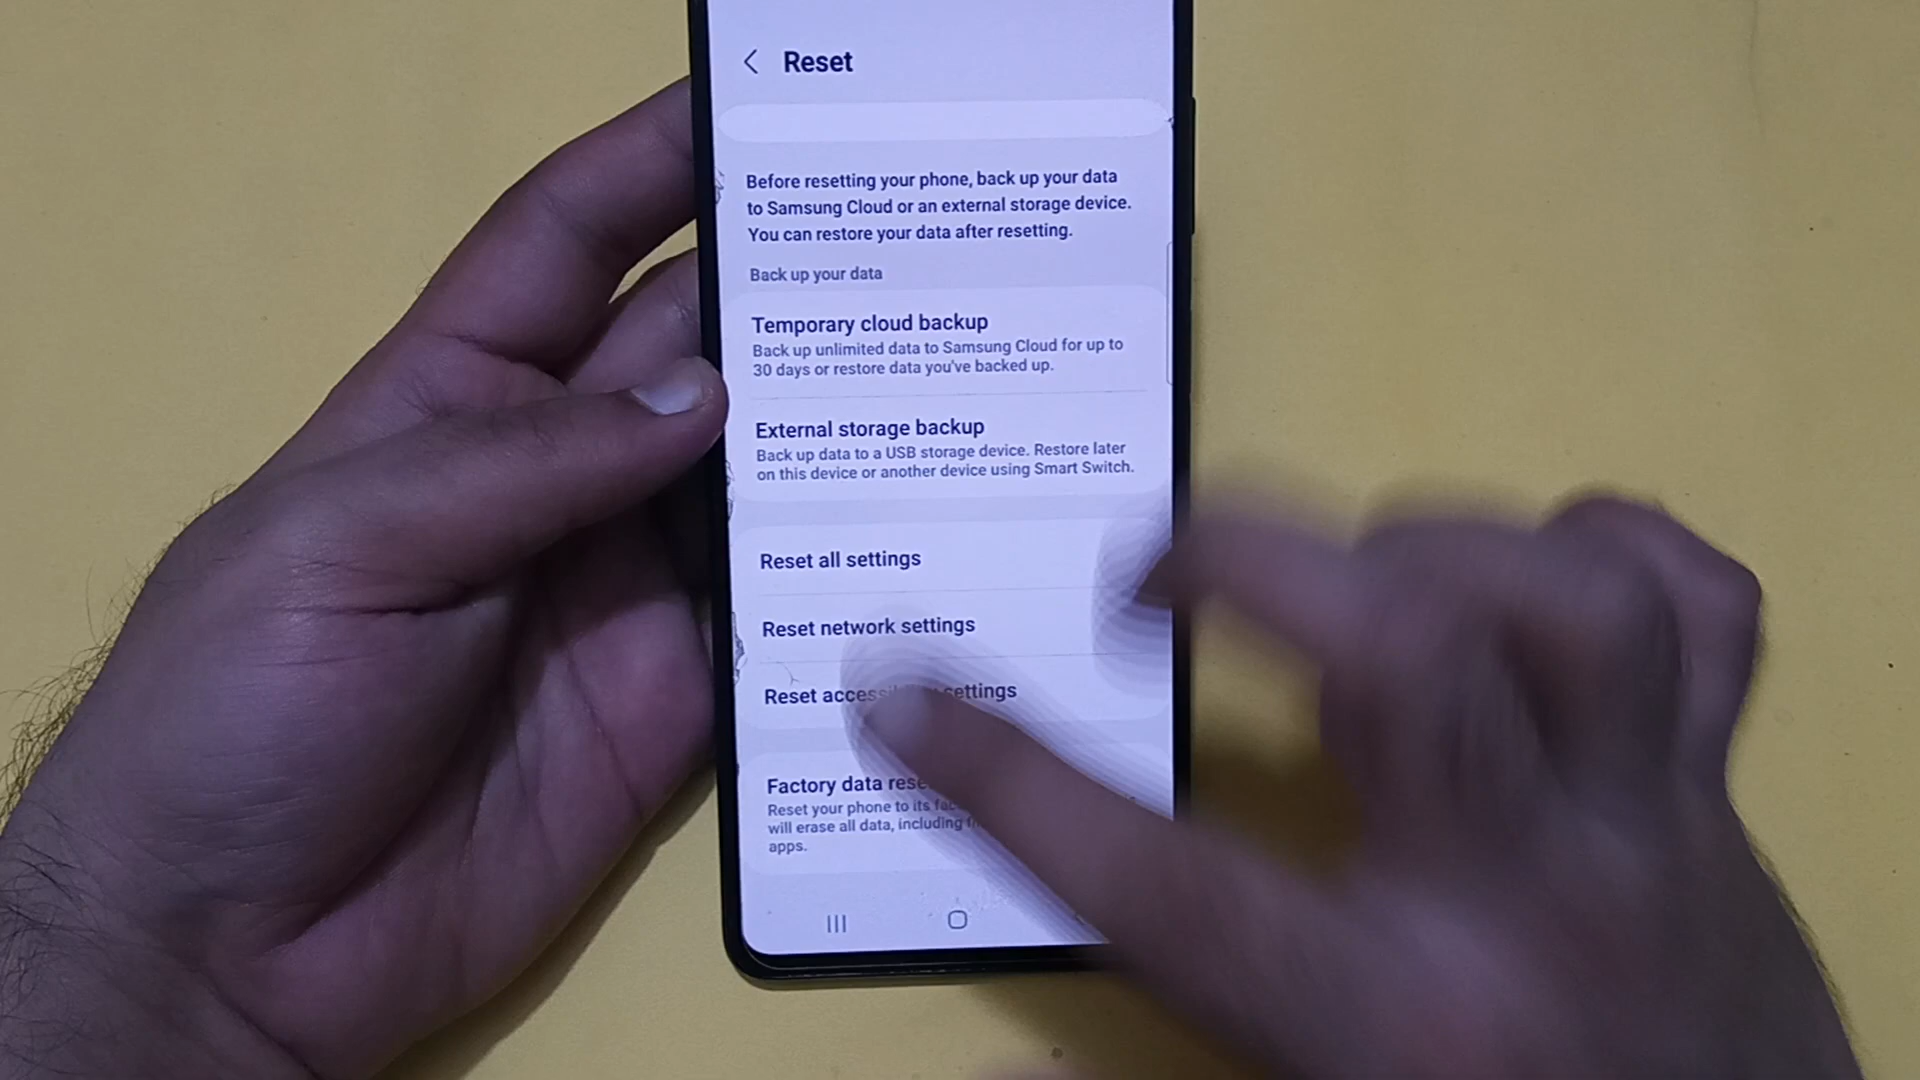 Reset
Before resetting your phone, back up your data
to Samsung Cloud or an external storage device.
You can restore your data after resetting.
Back up your data
Temporary cloud backup
Back up unlimited data to Samsung Cloud for up to
30 days or restore data you've backed up.
External storage backup
Back up data to a USB storage device. Restore later
on this device or another device using Smart Switch.
Reset all settings
Reset network settings
Reset settings
Factory data
Reset your phone to its
will erase all data, including
apps.